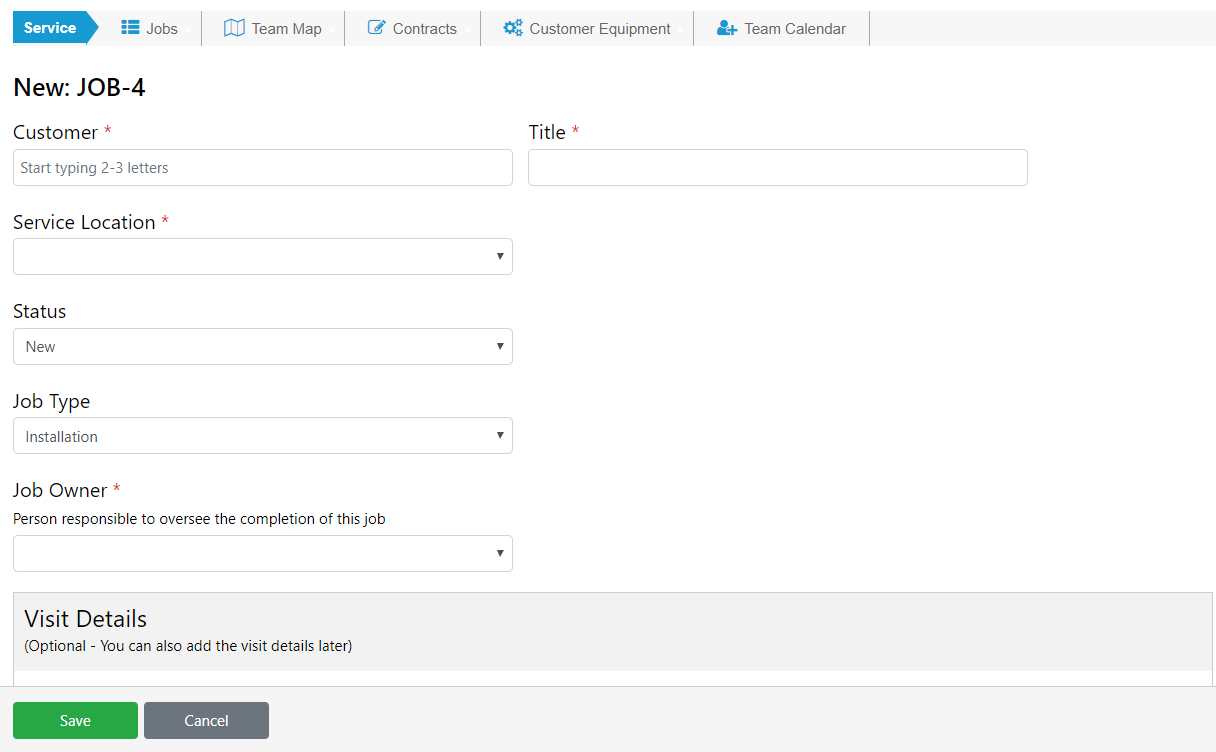 Service Jobs Team Map Contracts Customer Equipment Team Calendar
New: JOB-4
Customer * Title *
Start typing 2-3 letters
Service Location *
Status
New
Job Type
Installation
Job Owner *
Person responsible to oversee the completion of this job
Visit Details
(Optional - You can also add the visit details later)
Save Cancel